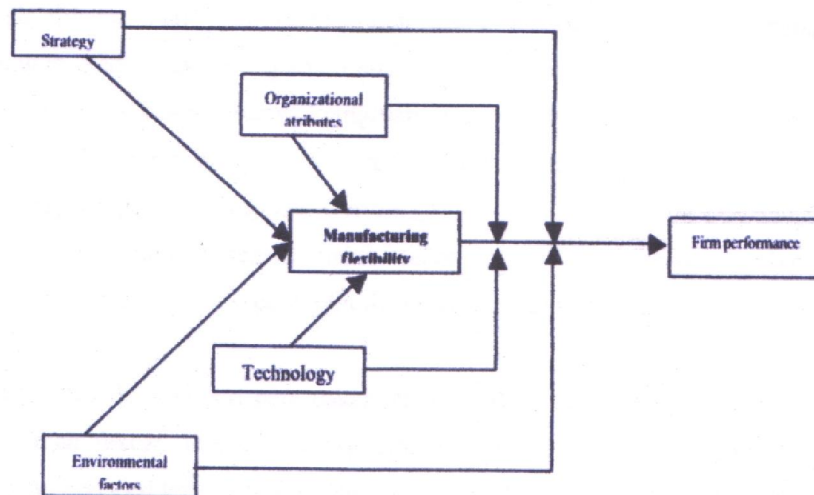 Strategy
Organizational
atributes
Manufacturing
flexibility
Firm performance
Technology
Environmental
factors